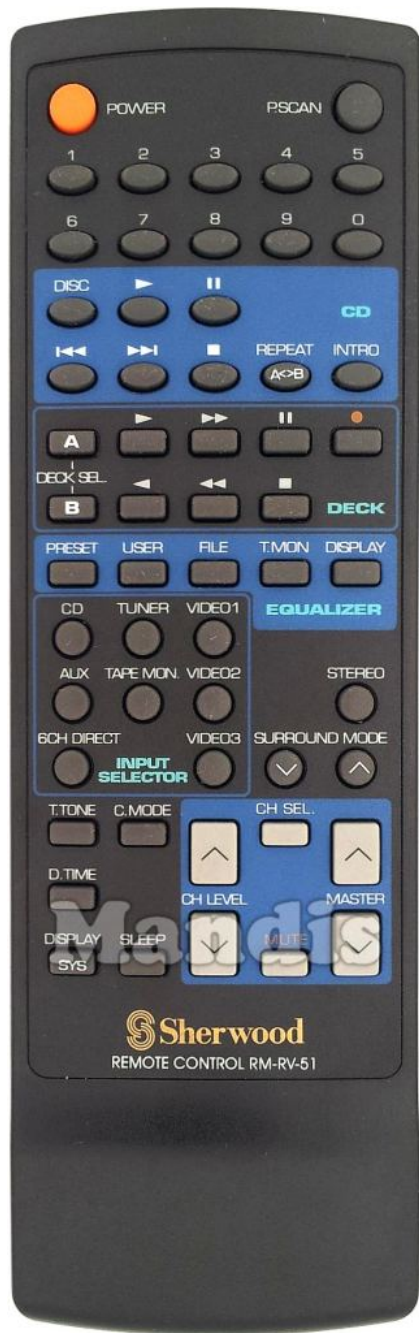 POWER P.SCAN
1 2 3 4 5
6 7 8 9 0
DISC CD
REPEAT INTRO
A<>B
A
DECK SEL.
B DECK
PRESET USER FILE T.MON DISPLAY
CD TUNER VIDEO1 EQUALIZER
AUX TAPE MON. VIDEO2 STEREO
6CH DIRECT VIDEO3 SURROUND MODE
INPUT
SELECTOR
T.TONE C.MODE CH SEL.
D.TIME CH LEVEL MASTER
Mandis
DISPLAY SLEEP MUTE
SYS
Sherwood
REMOTE CONTROL RM-RV-51